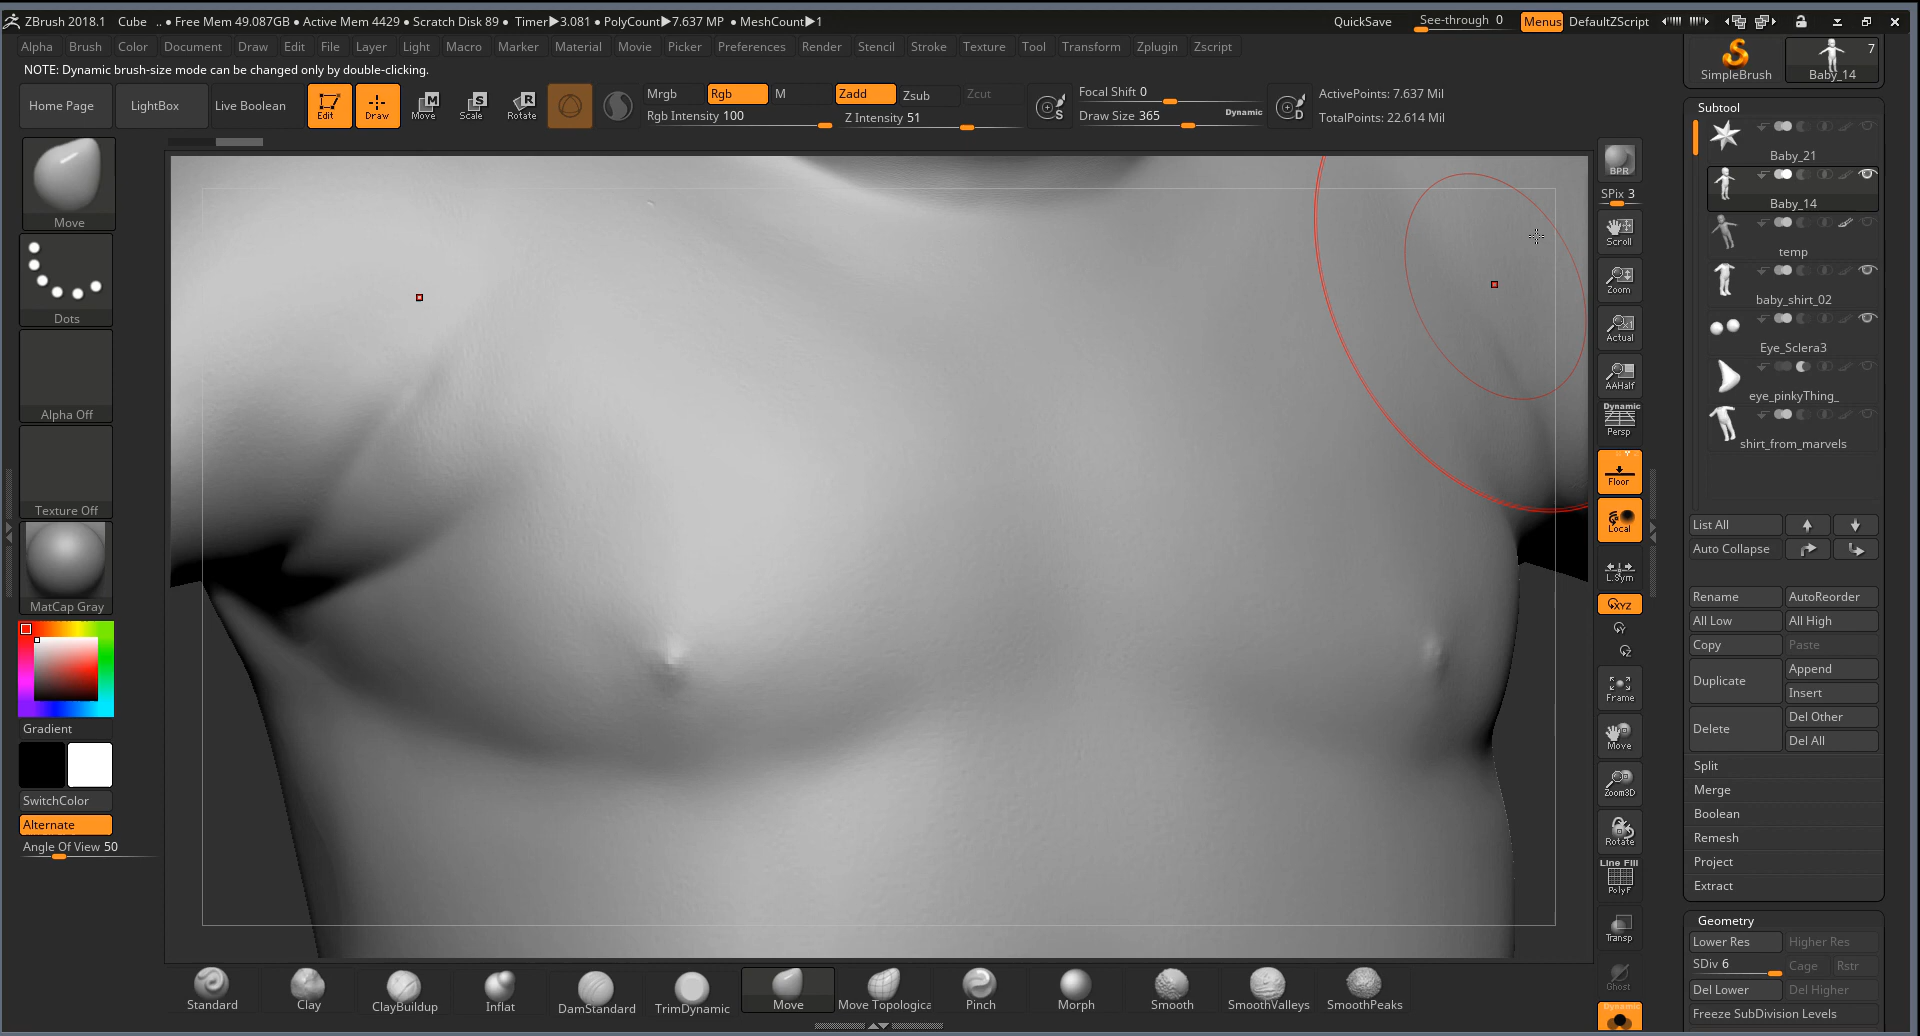 ZBrush 2018.1 Cube .. • Free Mem 49.087GB • Active Mem 4429 • Scratch Disk 89 • Timer▶3.081 • PolyCount▶7.637 MP • MeshCount▶1 QuickSave See-through 0 Menus DefaultZScript
Alpha Brush Color Document Draw Edit File Layer Light Macro Marker Material Movie Picker Preferences Render Stencil Stroke Texture Tool Transform Zplugin Zscript
NOTE: Dynamic brush-size mode can be changed only by double-clicking.
Home Page LightBox Live Boolean Edit Draw Move Scale Rotate
Mrgb Rgb M Zadd Zsub Zcut
Rgb Intensity 100 Z Intensity 51
Focal Shift 0
Draw Size 365 Dynamic
ActivePoints: 7.637 Mil
TotalPoints: 22.614 Mil
Move
Dots
Alpha Off
Texture Off
MatCap Gray
Gradient
SwitchColor
Alternate
Angle Of View 50
BPR
SPix 3
Scroll
Zoom
Actual
AAHalf
Dynamic
Persp
Floor
Local
L.Sym
XYZ
Y
Z
Frame
Move
Zoom3D
Rotate
Line Fill
PolyF
Transp
Ghost
Dynamic
SimpleBrush
7
Baby_14
Subtool
Baby_21
Baby_14
temp
baby_shirt_02
Eye_Sclera3
eye_pinkyThing_
shirt_from_marvels
List All
Auto Collapse
Rename AutoReorder
All Low All High
Copy Paste
Duplicate Append
Insert
Delete Del Other
Del All
Split
Merge
Boolean
Remesh
Project
Extract
Geometry
Lower Res Higher Res
SDiv 6 Cage Rstr
Del Lower Del Higher
Freeze SubDivision Levels
Standard Clay ClayBuildup Inflat DamStandard TrimDynamic Move Move Topologica Pinch Morph Smooth SmoothValleys SmoothPeaks